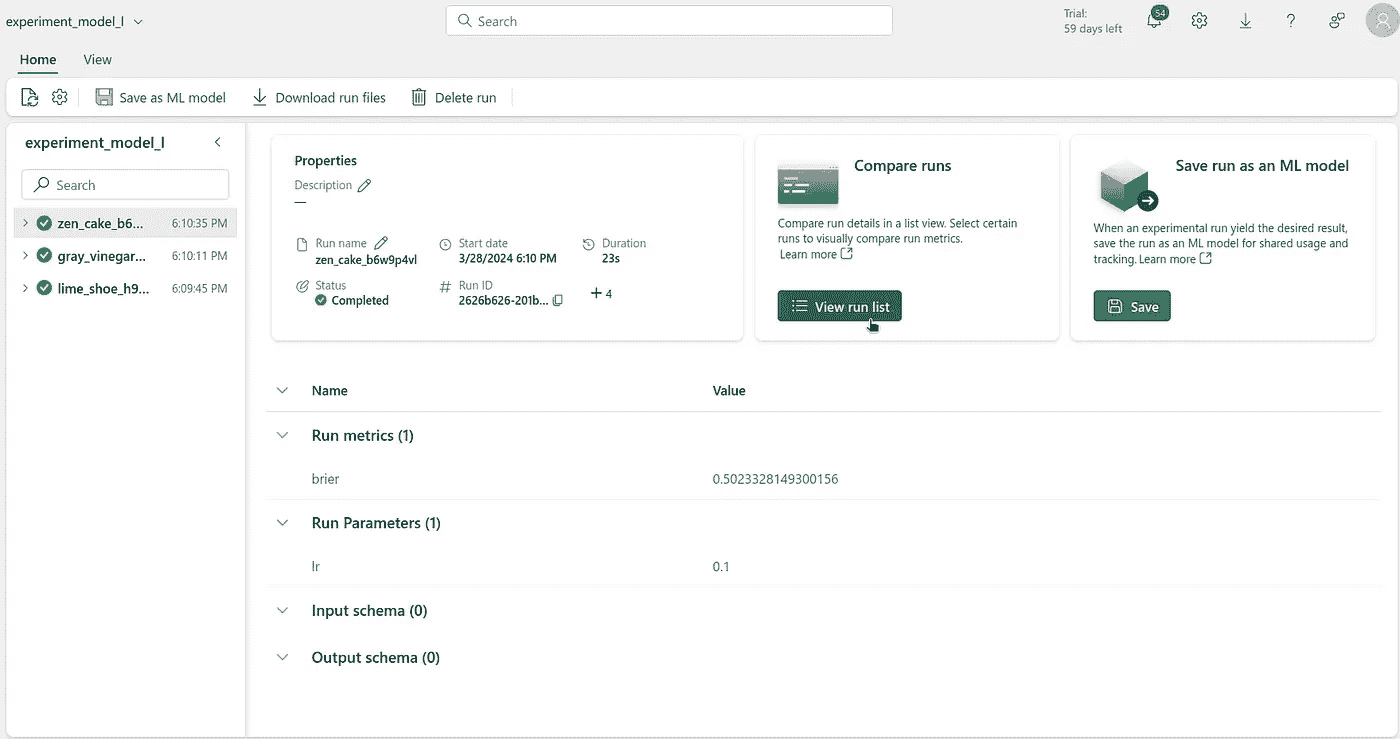 experiment_model_l
Search
Trial:
59 days left
54
Home
View
Save as ML model
Download run files
Delete run
experiment_model_l
Search
zen_cake_b6... 6:10:35 PM
gray_vinegar... 6:10:11 PM
lime_shoe_h9... 6:09:45 PM
Properties
Description
—
Run name
zen_cake_b6w9p4vl
Start date
3/28/2024 6:10 PM
Duration
23s
Status
Completed
Run ID
2626b626-201b...
+ 4
Compare runs
Compare run details in a list view. Select certain
runs to visually compare run metrics.
Learn more
View run list
Save run as an ML model
When an experimental run yield the desired result,
save the run as an ML model for shared usage and
tracking. Learn more
Save
Name Value
Run metrics (1)
brier 0.5023328149300156
Run Parameters (1)
lr 0.1
Input schema (0)
Output schema (0)